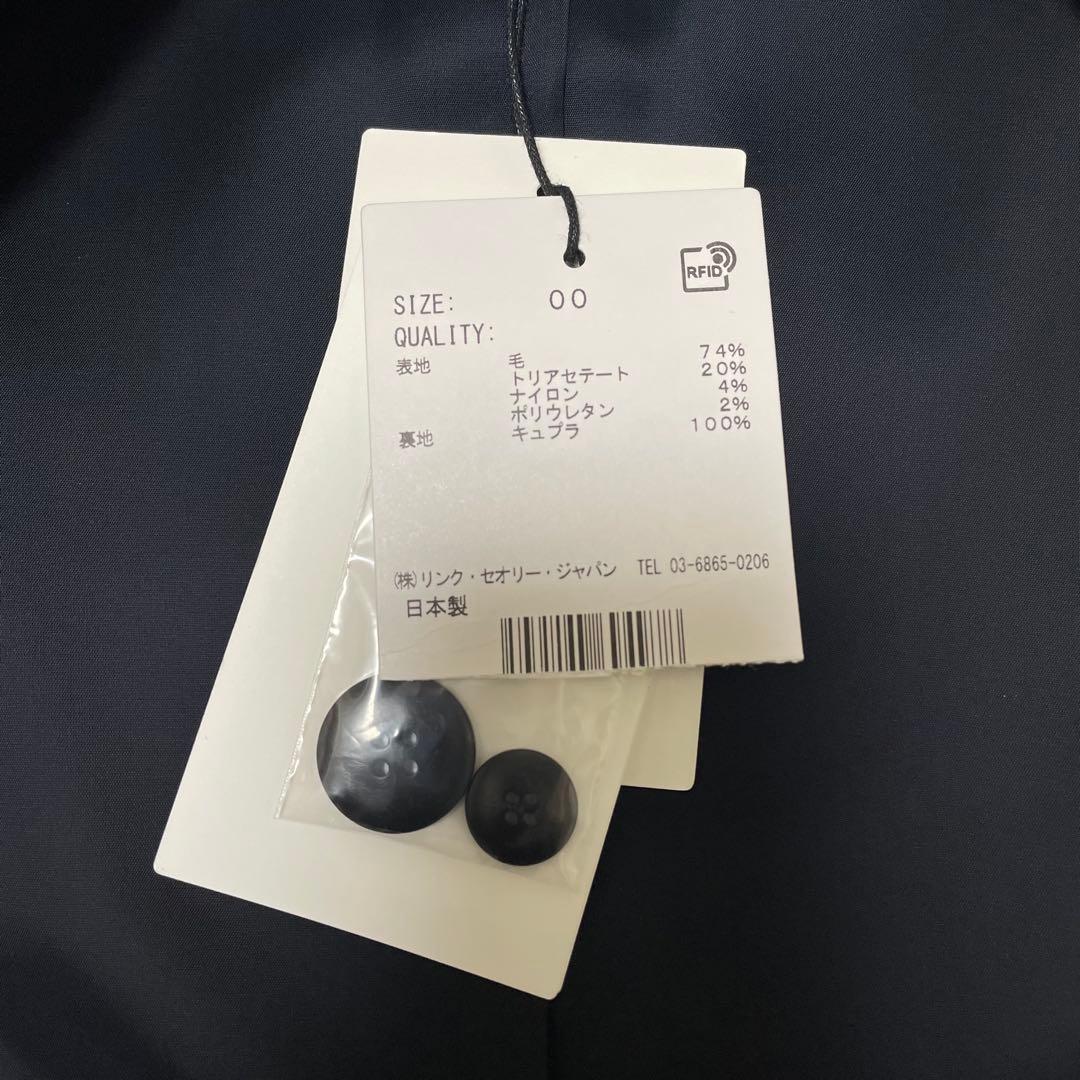 RFID
SIZE: 00
QUALITY:
表地 毛 74%
トリアセテート 20%
ナイロン 4%
ポリウレタン 2%
裏地 キュプラ 100%
(株)リンク・セオリー・ジャパン TEL 03-6865-0206
日本製